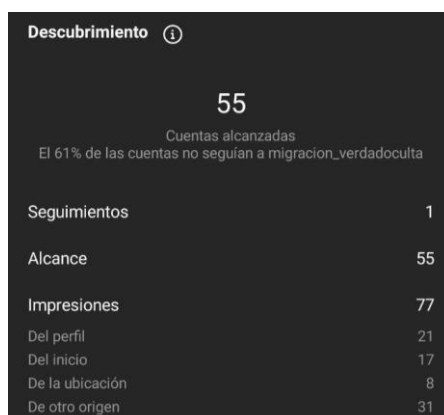 Descubrimiento
55
Cuentas alcanzadas
El 61% de las cuentas no seguían a migracion_verdadoculta
Seguimientos 1
Alcance 55
Impresiones 77
Del perfil 21
Del inicio 17
De la ubicación 8
De otro origen 31